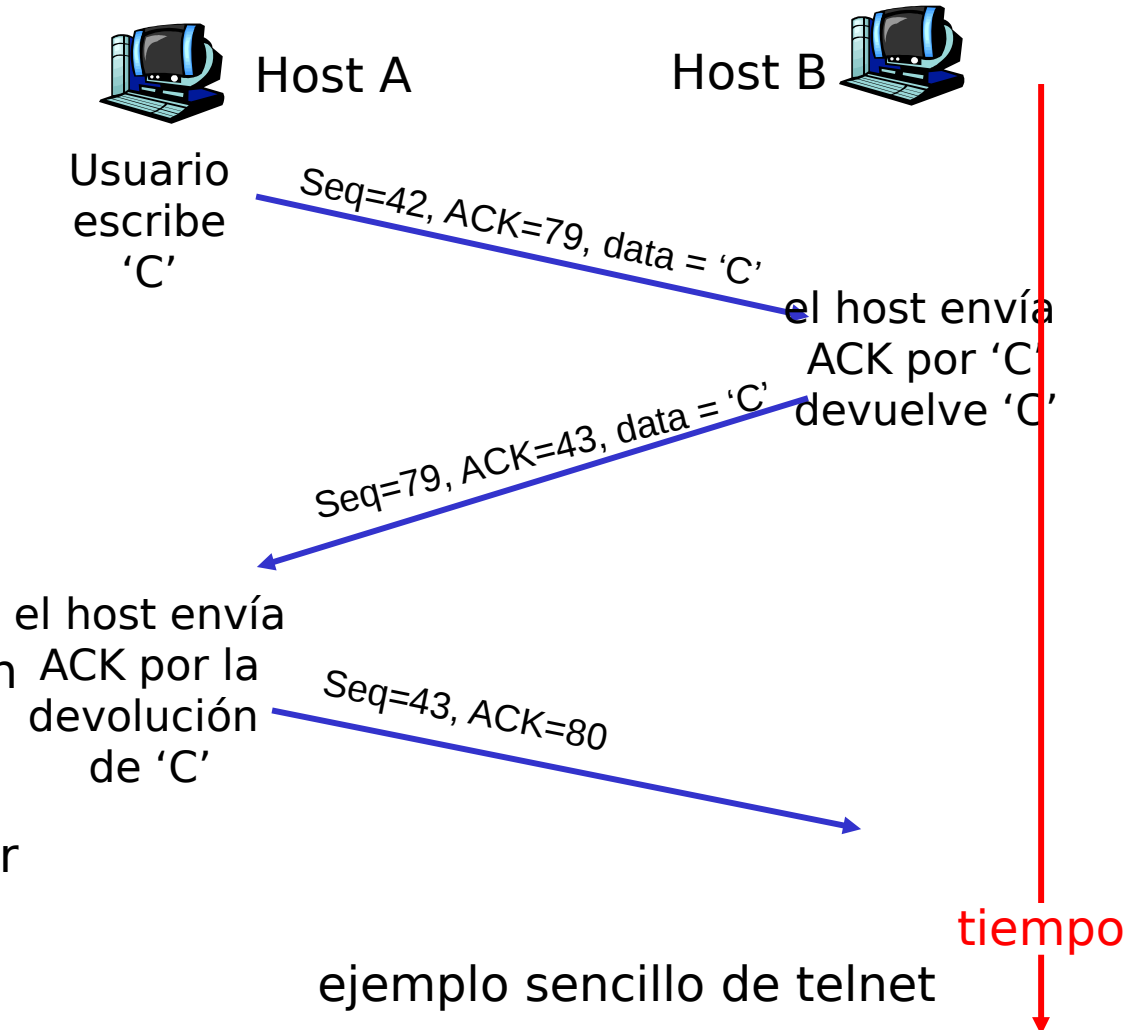 Host A
Host B
Usuario
escribe
‘C’
Seq=42, ACK=79, data = ‘C’
el host envía
ACK por ‘C’
devuelve ‘C’
Seq=79, ACK=43, data = ‘C’
el host envía
n ACK por la
devolución
de ‘C’
Seq=43, ACK=80
r
tiempo
ejemplo sencillo de telnet